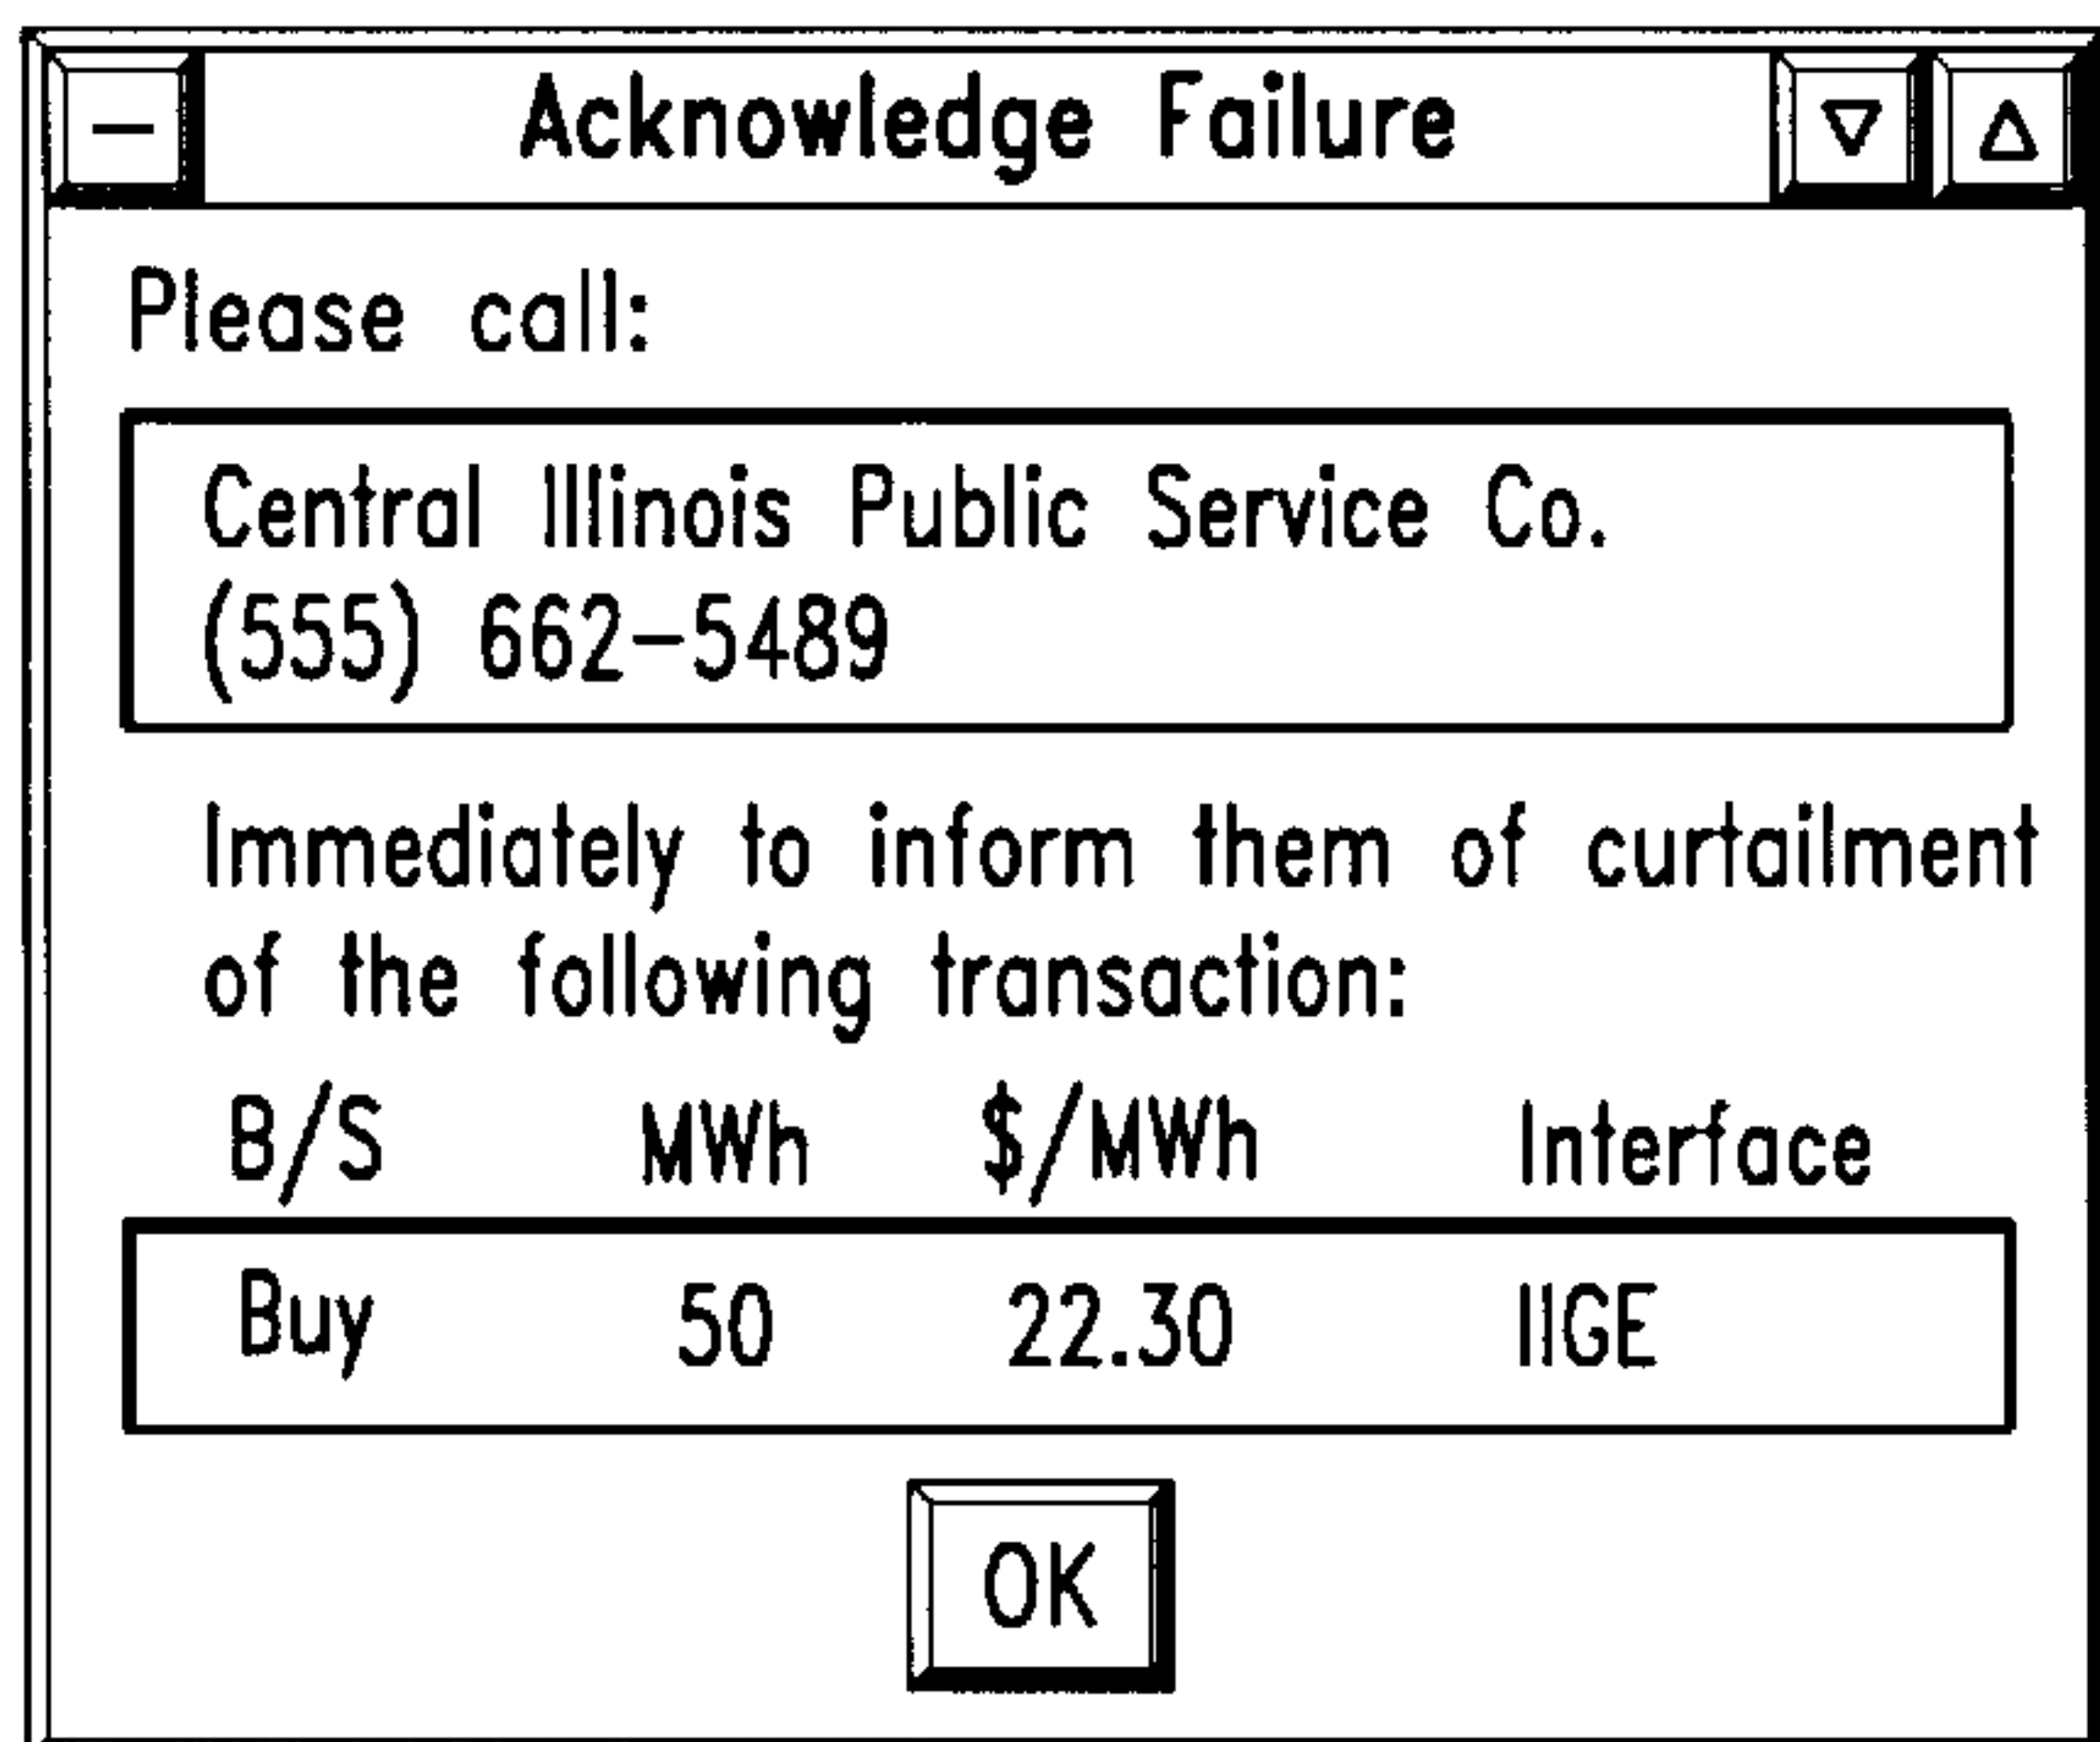 Acknowledge Failure
Please call:
Central Illinois Public Service Co.
(555) 662-5489
Immediately to inform them of curtailment
of the following transaction:
B/S MWh $/MWh Interface
Buy 50 22.30 IIGE
OK